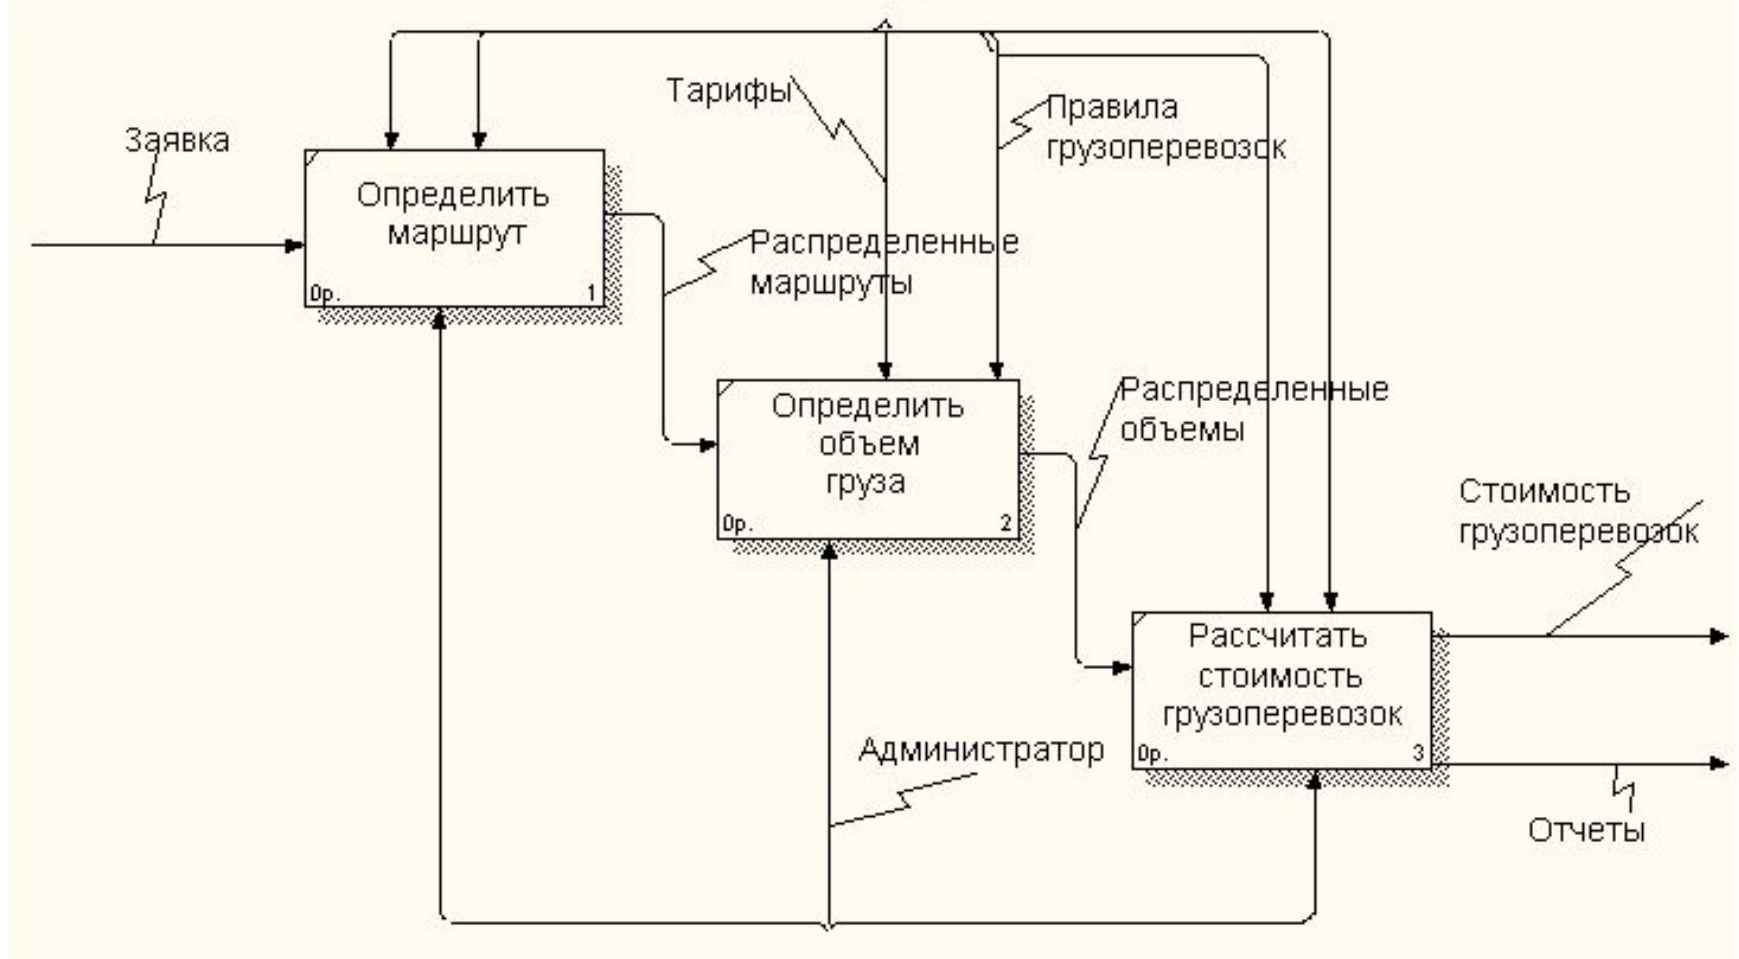 Тарифы
Правила
грузоперевозок
Заявка
Определить
маршрут
0р.
1
Распределенные
маршруты
Определить
объем
груза
0р.
2
Распределенные
объемы
Стоимость
грузоперевозок
Рассчитать
стоимость
грузоперевозок
0р.
3
Администратор
Отчеты